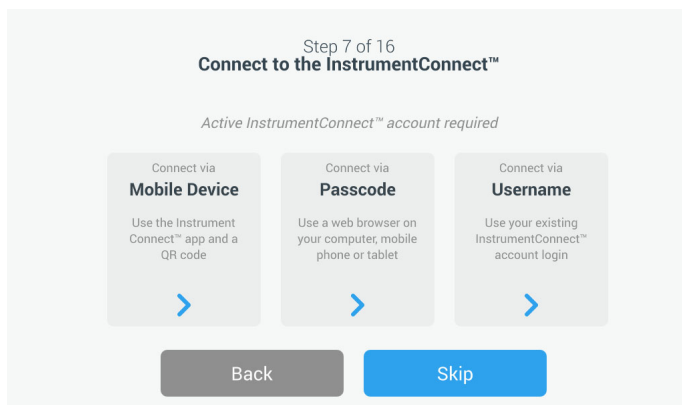 Step 7 of 16
Connect to the InstrumentConnect™
Active InstrumentConnect™ account required
Connect via
Mobile Device
Use the Instrument
Connect™ app and a
QR code
Connect via
Passcode
Use a web browser on
your computer, mobile
phone or tablet
Connect via
Username
Use your existing
InstrumentConnect™
account login
Back
Skip